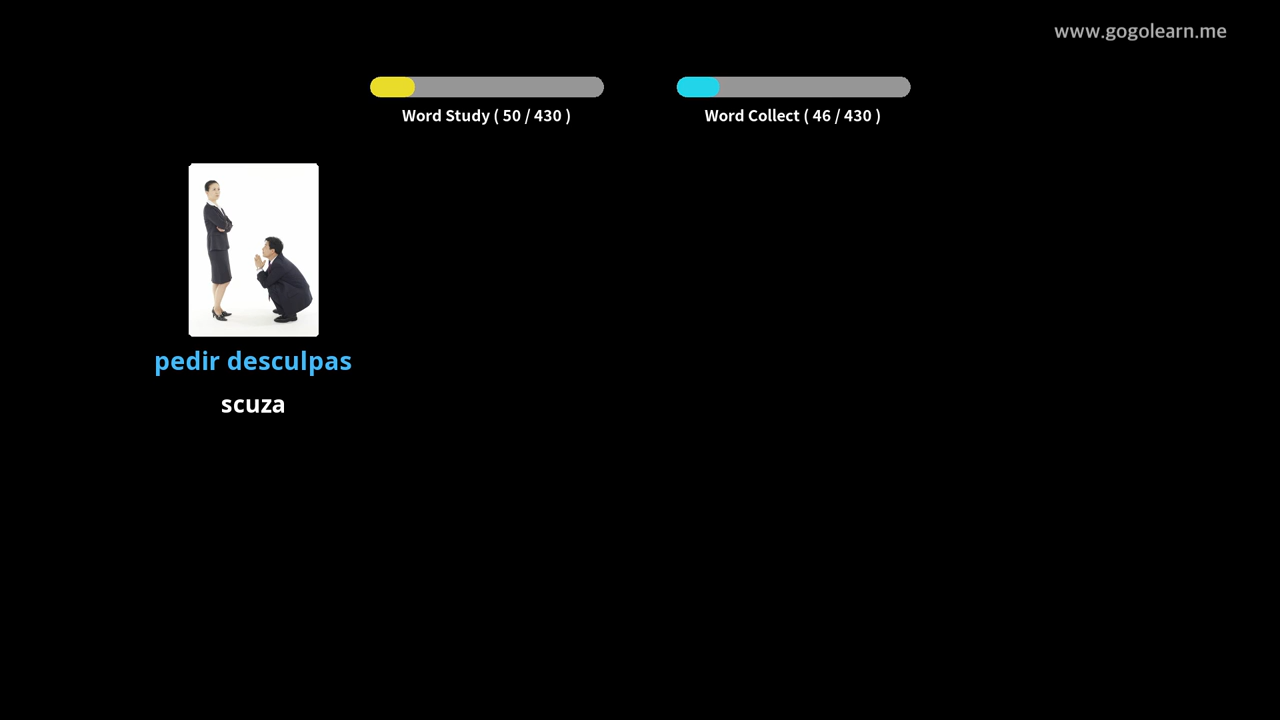 www.gogolearn.me
Word Study ( 50 / 430 )
Word Collect ( 46 / 430 )
pedir desculpas
scuza